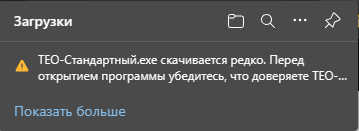 Загрузки
ТЕО-Стандартный.exe скачивается редко. Перед
открытием программы убедитесь, что доверяете ТЕО-...
Показать больше